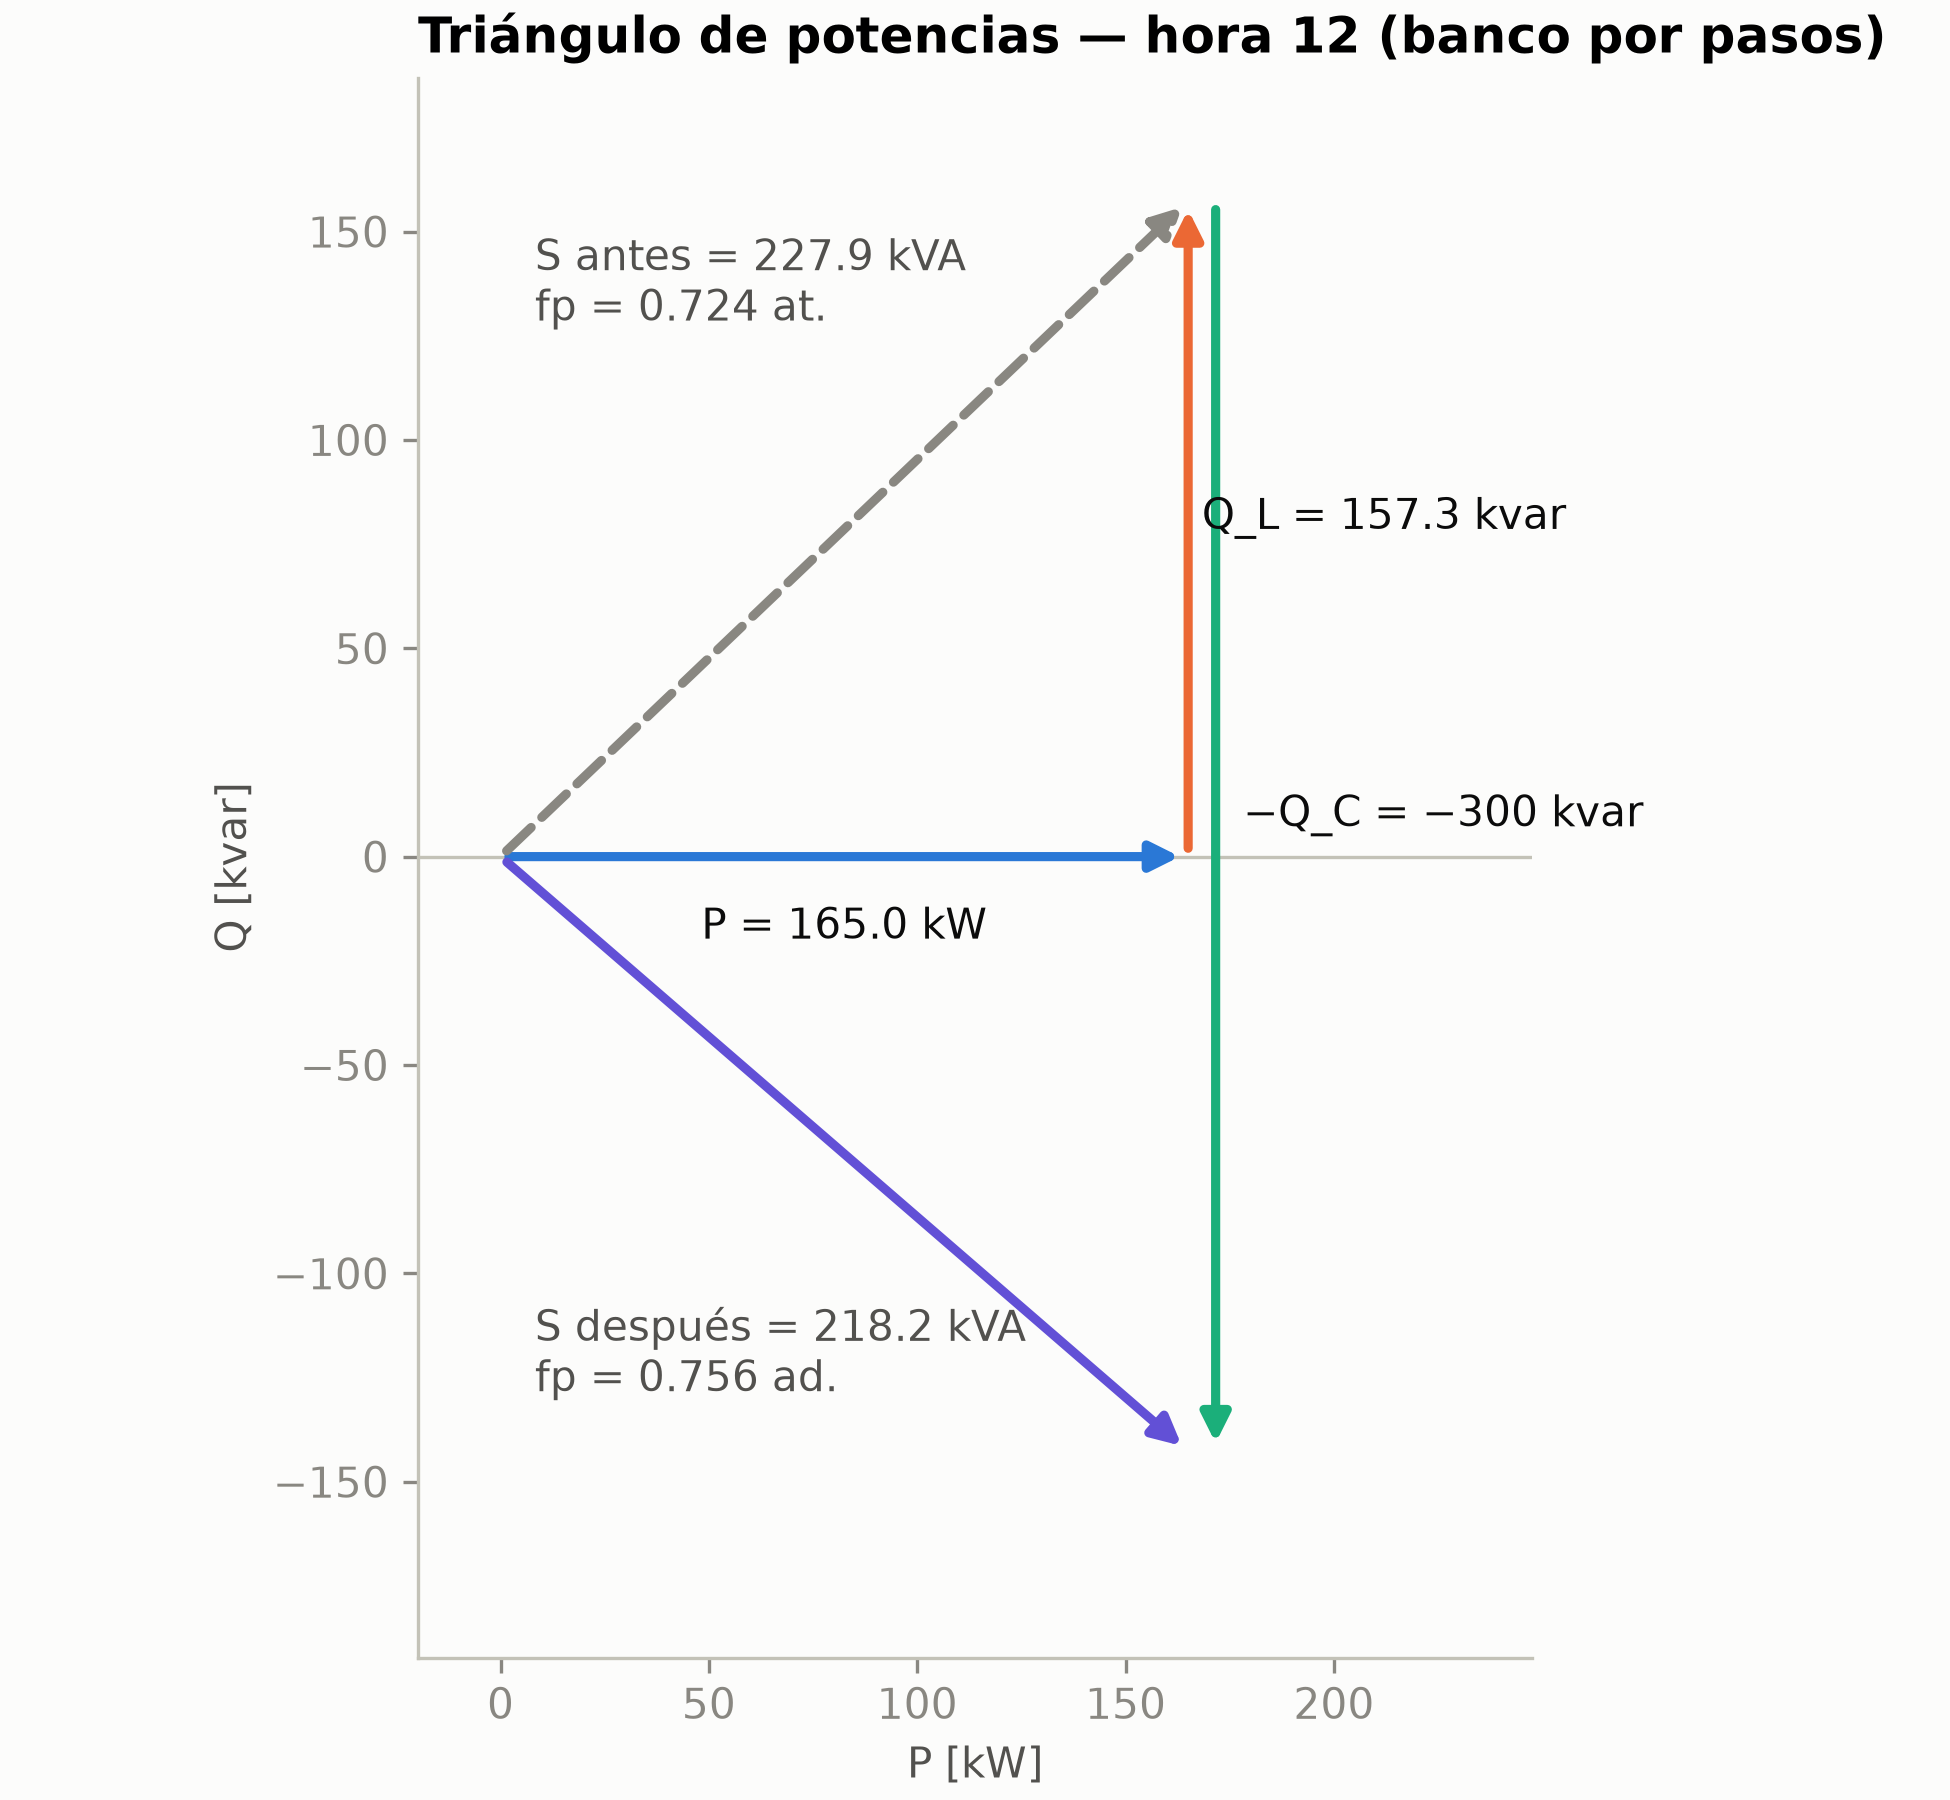 Triángulo de potencias — hora 12 (banco por pasos)
150
100
50
0
−50
−100
−150
Q [kvar]
S antes = 227.9 kVA
fp = 0.724 at.
Q_L = 157.3 kvar
−Q_C = −300 kvar
P = 165.0 kW
S después = 218.2 kVA
fp = 0.756 ad.
0 50 100 150 200
P [kW]